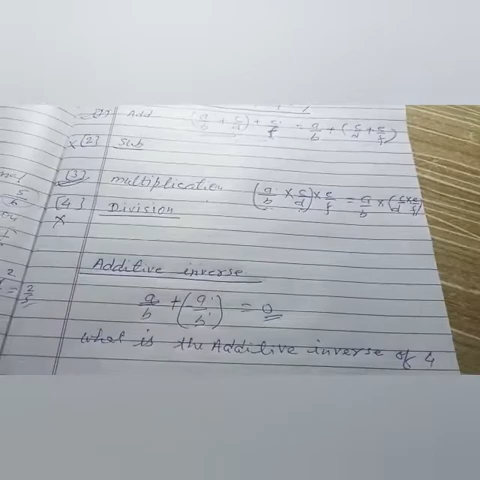 (1) Add (a/b + c/d) + e/f = a/b + (c/d + e/f)
x (2) Sub
(3) multiplication (a/b × c/d) × e/f = a/b × (c/d × e/f)
[4] Division
x
Additive inverse
a/b + (-a/b) = 0
what is the Additive inverse of 4